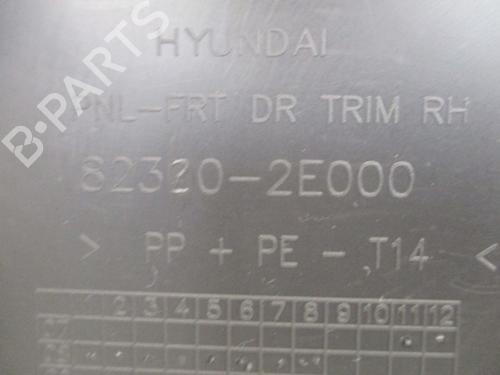 HYUNDAI
PNL-FRT DR TRIM RH
82320-2E000
> PP + PE - T14 <
1 2 3 4 5 6 7 8 9 10 11 12
B-PARTS